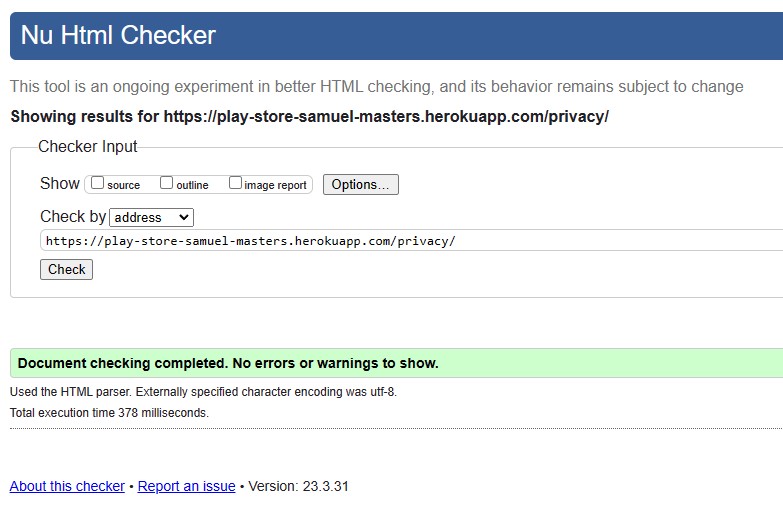 Nu Html Checker
This tool is an ongoing experiment in better HTML checking, and its behavior remains subject to change
Showing results for https://play-store-samuel-masters.herokuapp.com/privacy/
Checker Input
Show source outline image report Options...
Check by address
https://play-store-samuel-masters.herokuapp.com/privacy/
Check
Document checking completed. No errors or warnings to show.
Used the HTML parser. Externally specified character encoding was utf-8.
Total execution time 378 milliseconds.
About this checker • Report an issue • Version: 23.3.31